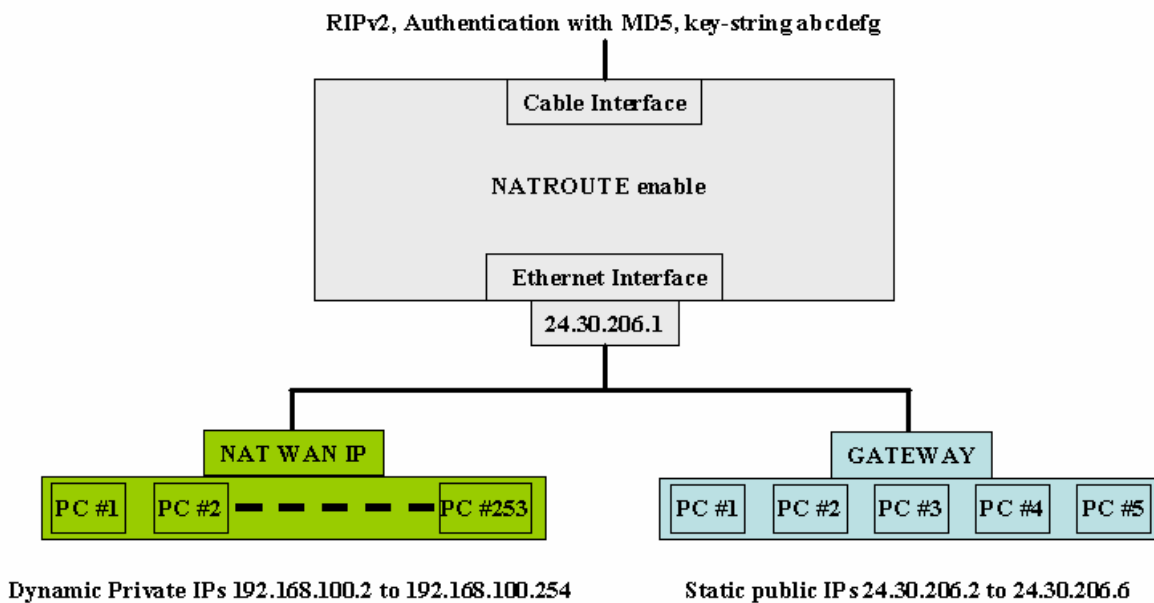 RIPv2, Authentication with MD5, key-string abcdefg
Cable Interface
NATROUTE enable
Ethernet Interface
24.30.206.1
NAT WAN IP
GATEWAY
PC #1 PC #2 PC #253
PC #1 PC #2 PC #3 PC #4 PC #5
Dynamic Private IPs 192.168.100.2 to 192.168.100.254
Static public IPs 24.30.206.2 to 24.30.206.6